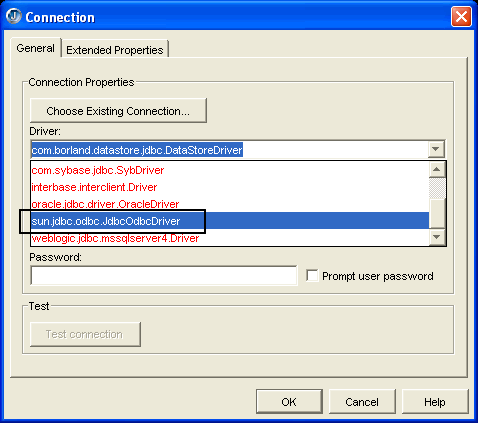 Connection
General
Extended Properties
Connection Properties
Choose Existing Connection...
Driver:
com.borland.datastore.jdbc.DataStoreDriver
com.sybase.jdbc.SybDriver
interbase.interclient.Driver
oracle.jdbc.driver.OracleDriver
sun.jdbc.odbc.JdbcOdbcDriver
weblogic.jdbc.mssqlserver4.Driver
Password:
Prompt user password
Test
Test connection
OK
Cancel
Help